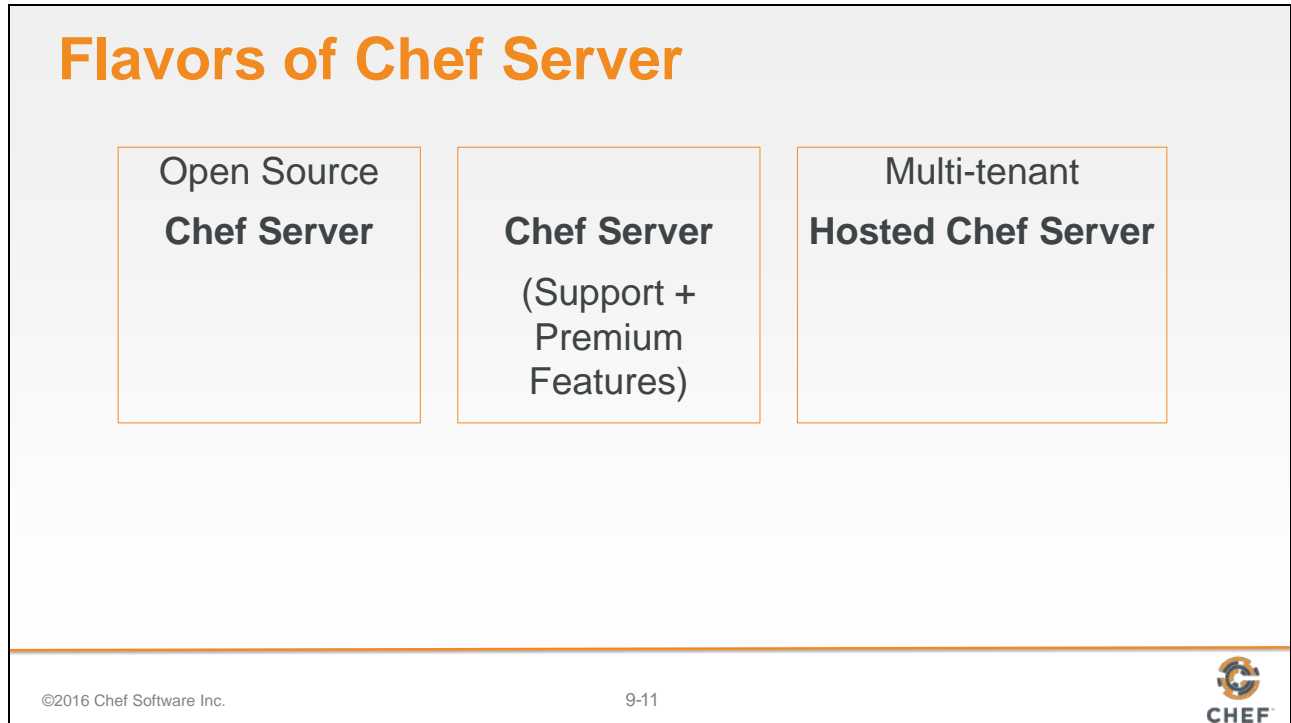 Flavors of Chef Server
Open Source
Chef Server
Chef Server
(Support +
Premium
Features)
Multi-tenant
Hosted Chef Server
©2016 Chef Software Inc.
9-11
CHEF